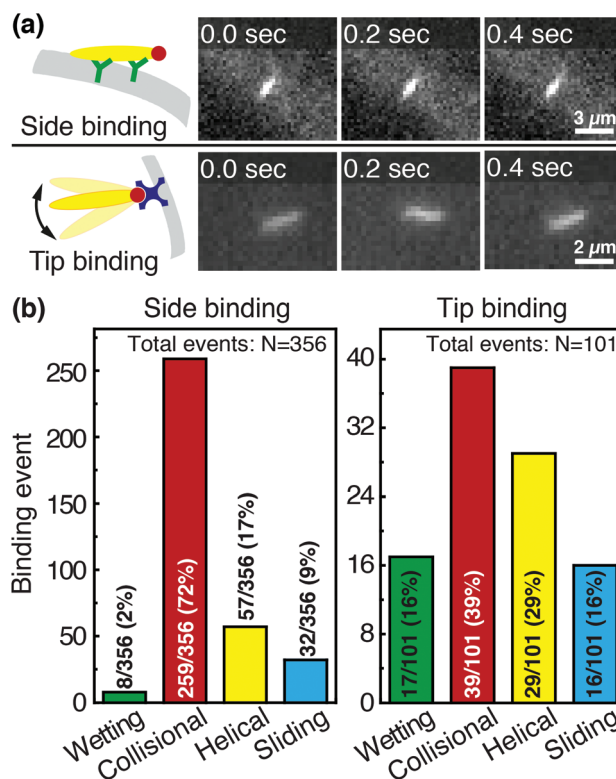 (a)
Side binding
0.0 sec
0.2 sec
0.4 sec
3 µm
Tip binding
0.0 sec
0.2 sec
0.4 sec
2 µm
(b)
Side binding
Tip binding
Total events: N=356
Total events: N=101
Binding event
250
200
150
100
50
0
8/356 (2%)
259/356 (72%)
57/356 (17%)
32/356 (9%)
Wetting
Collisional
Helical
Sliding
40
32
24
16
8
0
17/101 (16%)
39/101 (39%)
29/101 (29%)
16/101 (16%)
Wetting
Collisional
Helical
Sliding